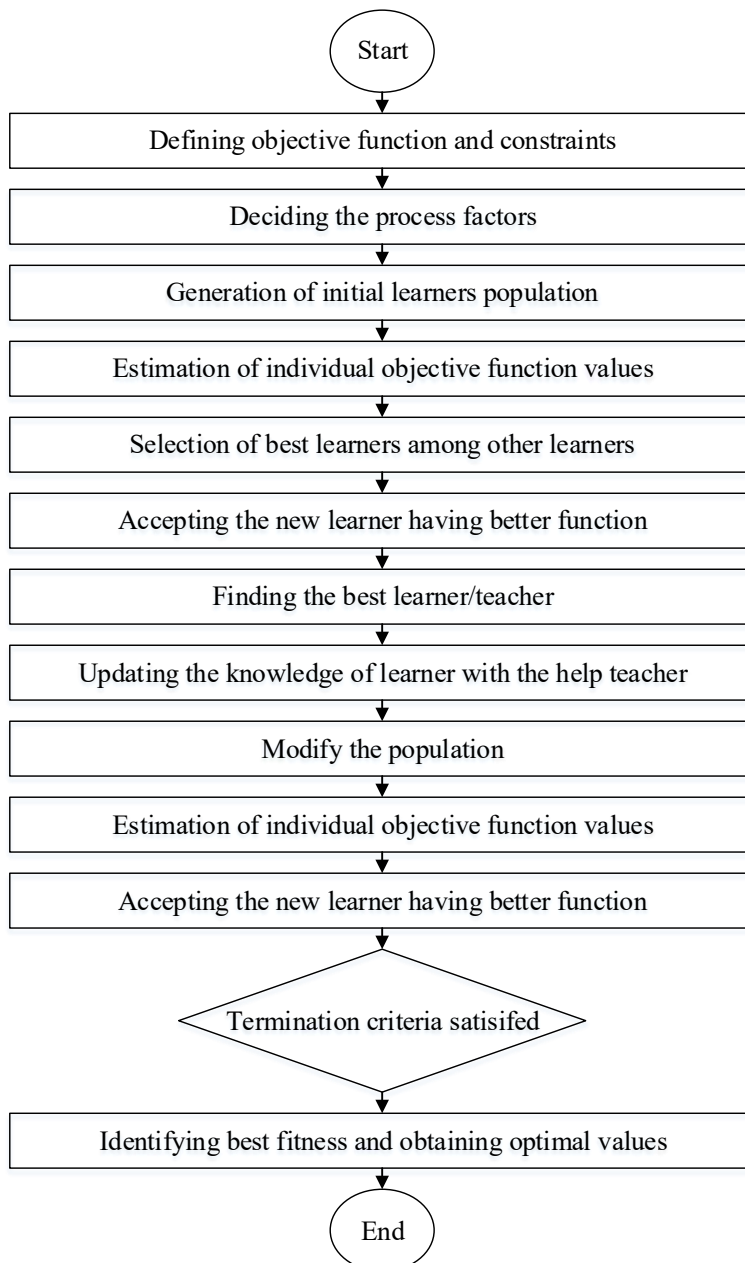 Start
Defining objective function and constraints
Deciding the process factors
Generation of initial learners population
Estimation of individual objective function values
Selection of best learners among other learners
Accepting the new learner having better function
Finding the best learner/teacher
Updating the knowledge of learner with the help teacher
Modify the population
Estimation of individual objective function values
Accepting the new learner having better function
Termination criteria satisifed
Identifying best fitness and obtaining optimal values
End